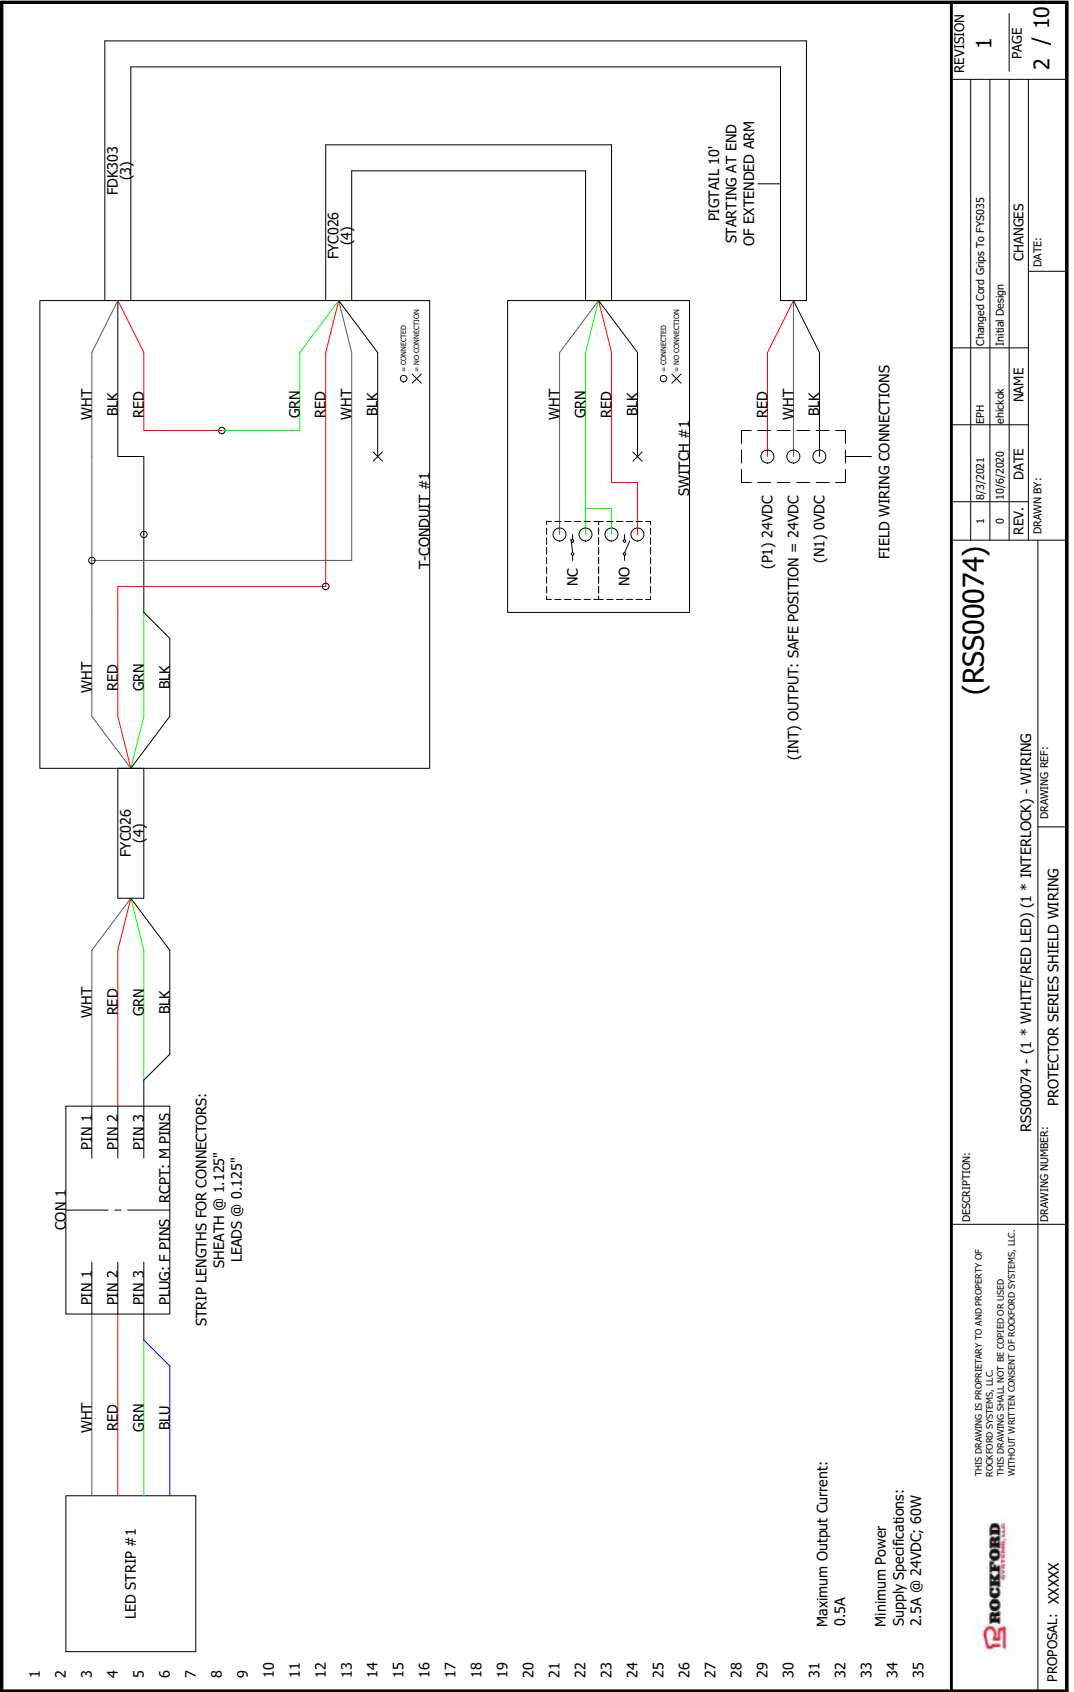 1
2
3
4
5
6
7
8
9
10
11
12
13
14
15
16
17
18
19
20
21
22
23
24
25
26
27
28
29
30
31
32
33
34
35
LED STRIP #1
WHT
RED
GRN
BLU
CON 1
PIN 1
PIN 2
PIN 3
PLUG: F PINS
PIN 1
PIN 2
PIN 3
RCPT: M PINS
STRIP LENGTHS FOR CONNECTORS:
SHEATH @ 1.125"
LEADS @ 0.125"
WHT
RED
GRN
BLK
FYC026
(4)
WHT
RED
GRN
BLK
WHT
BLK
RED
GRN
RED
WHT
BLK
O = CONNECTED
X = NO CONNECTION
T-CONDUIT #1
FDK303
(3)
FYC026
(4)
NC
NO
WHT
GRN
RED
BLK
O = CONNECTED
X = NO CONNECTION
SWITCH #1
PIGTAIL 10'
STARTING AT END
OF EXTENDED ARM
RED
WHT
BLK
(P1) 24VDC
(INT) OUTPUT: SAFE POSITION = 24VDC
(N1) 0VDC
FIELD WIRING CONNECTIONS
Maximum Output Current:
0.5A
Minimum Power
Supply Specifications:
2.5A @ 24VDC; 60W
ROCKFORD
SYSTEMS, LLC
THIS DRAWING IS PROPRIETARY TO AND PROPERTY OF
ROCKFORD SYSTEMS, LLC.
THIS DRAWING SHALL NOT BE COPIED OR USED
WITHOUT WRITTEN CONSENT OF ROCKFORD SYSTEMS, LLC.
PROPOSAL: XXXXX
DESCRIPTION:
(RSS00074)
RSS00074 - (1 * WHITE/RED LED) (1 * INTERLOCK) - WIRING
DRAWING NUMBER:
PROTECTOR SERIES SHIELD WIRING
DRAWING REF:
1 8/3/2021 EPH Changed Cord Grips To FYS035
0 10/6/2020 ehickok Initial Design
REV. DATE NAME CHANGES
DRAWN BY:
DATE:
REVISION
1
PAGE
2 / 10